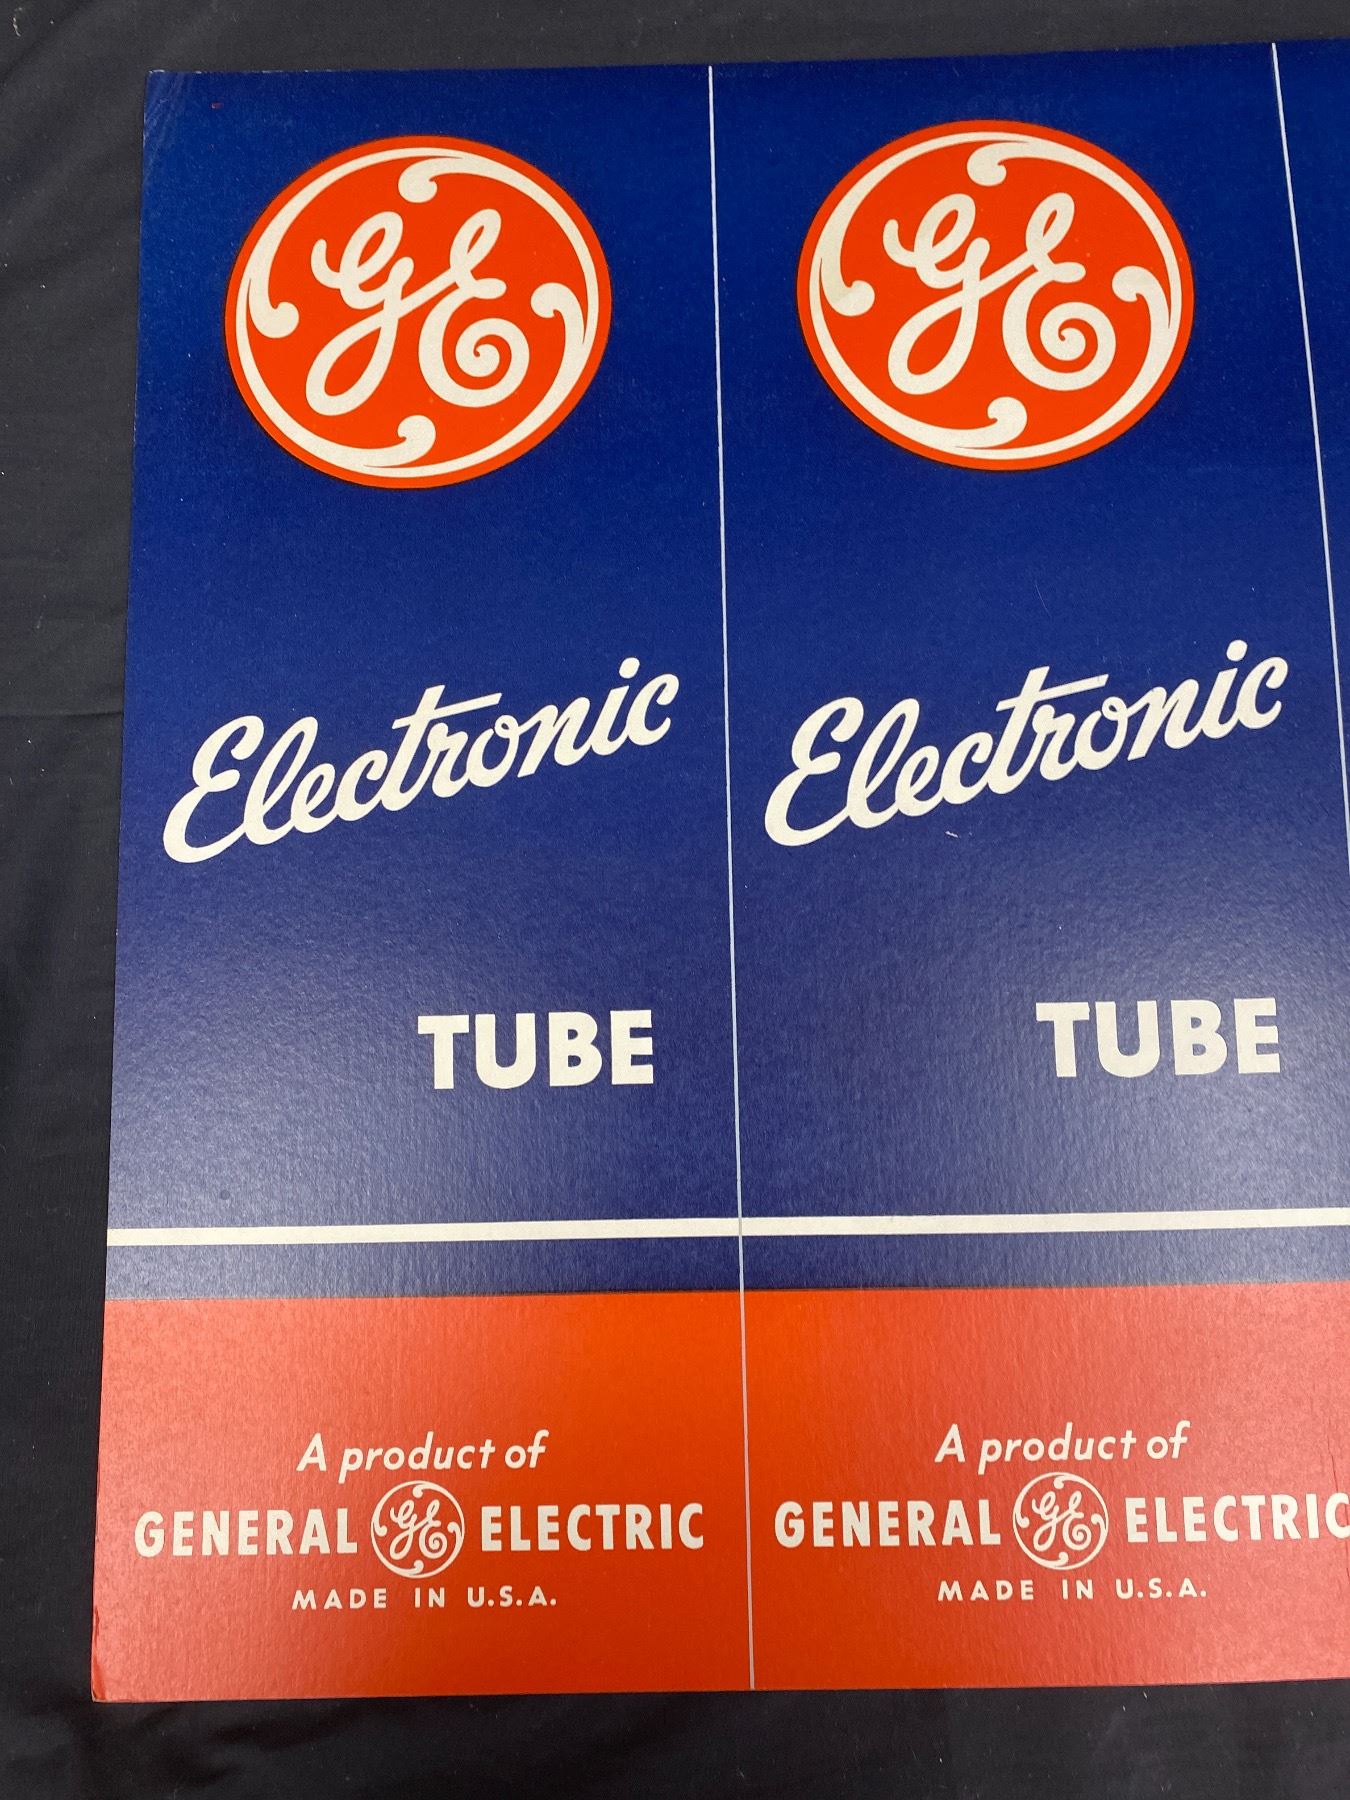 GE
Electronic
TUBE
A product of
GENERAL GE ELECTRIC
MADE IN U.S.A.
GE
Electronic
TUBE
A product of
GENERAL GE ELECTRIC
MADE IN U.S.A.